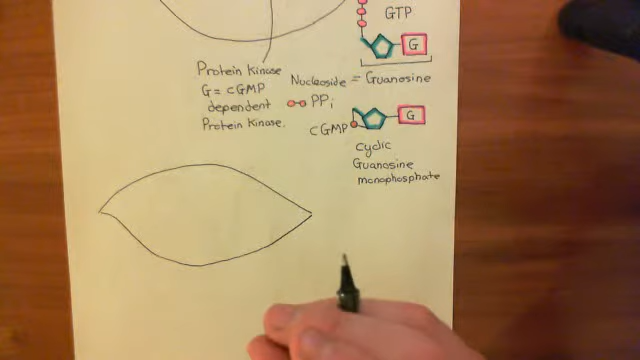 GTP
G
Protein Kinase
G = cGMP
dependent
Protein Kinase.
Nucleoside = Guanosine
PPi
cGMP
G
cyclic
Guanosine
monophosphate